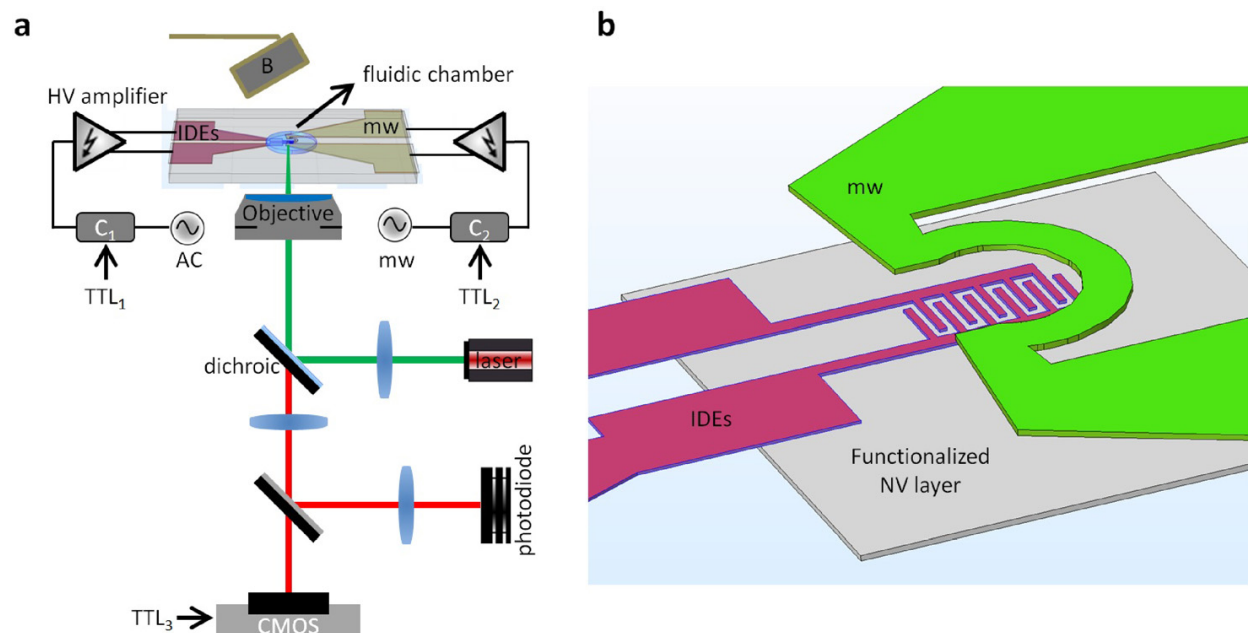 a
B
fluidic chamber
HV amplifier
IDEs
mw
Objective
C₁
AC
mw
C₂
TTL₁
TTL₂
dichroic
laser
photodiode
TTL₃
CMOS
b
mw
IDEs
Functionalized
NV layer